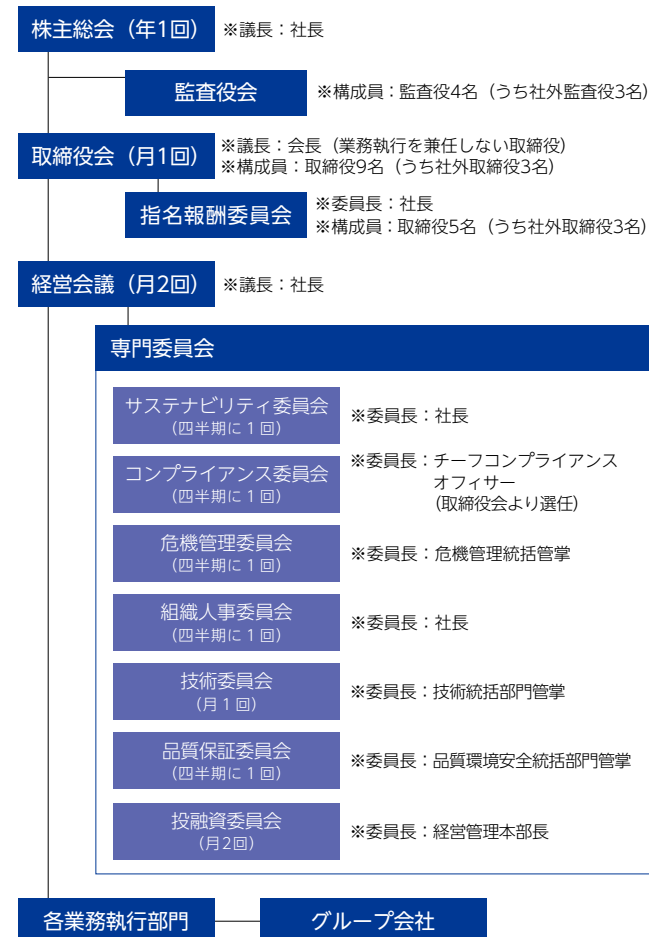 株主総会（年1回） ※議長：社長
監査役会 ※構成員：監査役4名（うち社外監査役3名）
取締役会（月1回） ※議長：会長（業務執行を兼任しない取締役）
※構成員：取締役9名（うち社外取締役3名）
指名報酬委員会 ※委員長：社長
※構成員：取締役5名（うち社外取締役3名）
経営会議（月2回） ※議長：社長
専門委員会
サステナビリティ委員会
（四半期に1回）
※委員長：社長
コンプライアンス委員会
（四半期に1回）
※委員長：チーフコンプライアンス
オフィサー
（取締役会より選任）
危機管理委員会
（四半期に1回）
※委員長：危機管理統括管掌
組織人事委員会
（四半期に1回）
※委員長：社長
技術委員会
（月1回）
※委員長：技術統括部門管掌
品質保証委員会
（四半期に1回）
※委員長：品質環境安全統括部門管掌
投融資委員会
（月2回）
※委員長：経営管理本部長
各業務執行部門 グループ会社